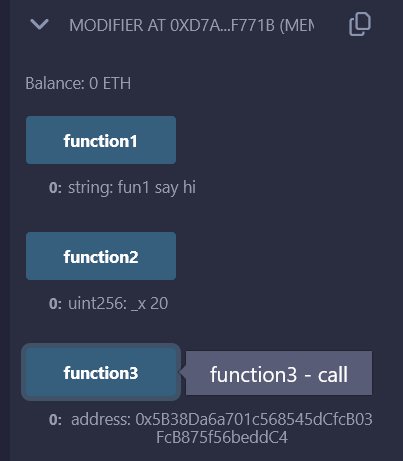 MODIFIER AT 0XD7A...F771B (MEM
Balance: 0 ETH
function1
0: string: fun1 say hi
function2
0: uint256: _x 20
function3
function3 - call
0: address: 0x5B38Da6a701c568545dCfcB03
FcB875f56beddC4